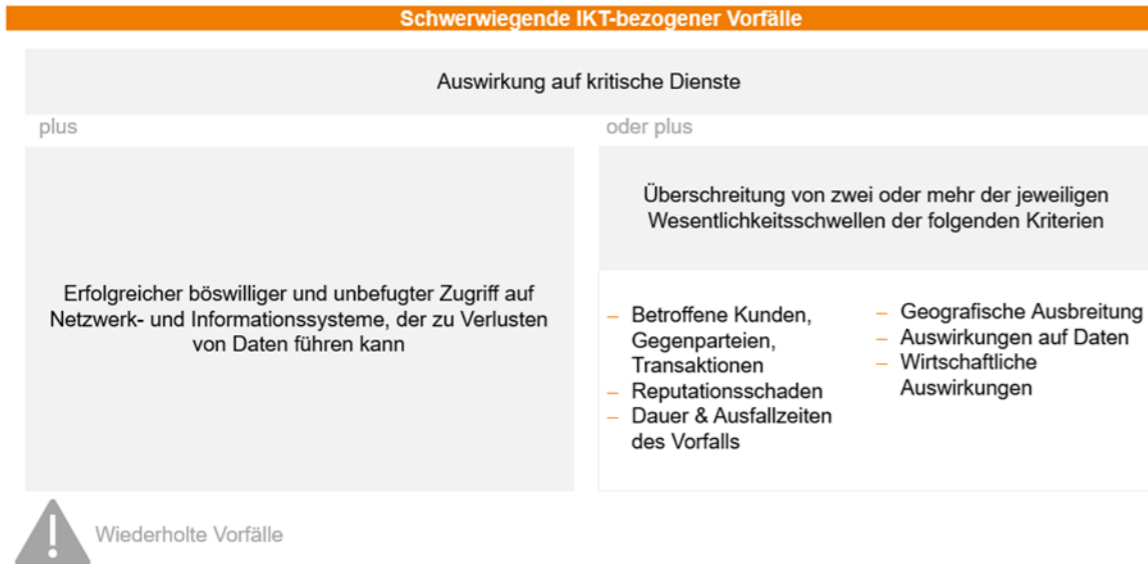 Schwerwiegende IKT-bezogener Vorfälle
Auswirkung auf kritische Dienste
plus
Erfolgreicher böswilliger und unbefugter Zugriff auf
Netzwerk- und Informationssysteme, der zu Verlusten
von Daten führen kann
oder plus
Überschreitung von zwei oder mehr der jeweiligen
Wesentlichkeitsschwellen der folgenden Kriterien
– Betroffene Kunden,
Gegenparteien,
Transaktionen
– Reputationsschaden
– Dauer & Ausfallzeiten
des Vorfalls
– Geografische Ausbreitung
– Auswirkungen auf Daten
– Wirtschaftliche
Auswirkungen
Wiederholte Vorfälle